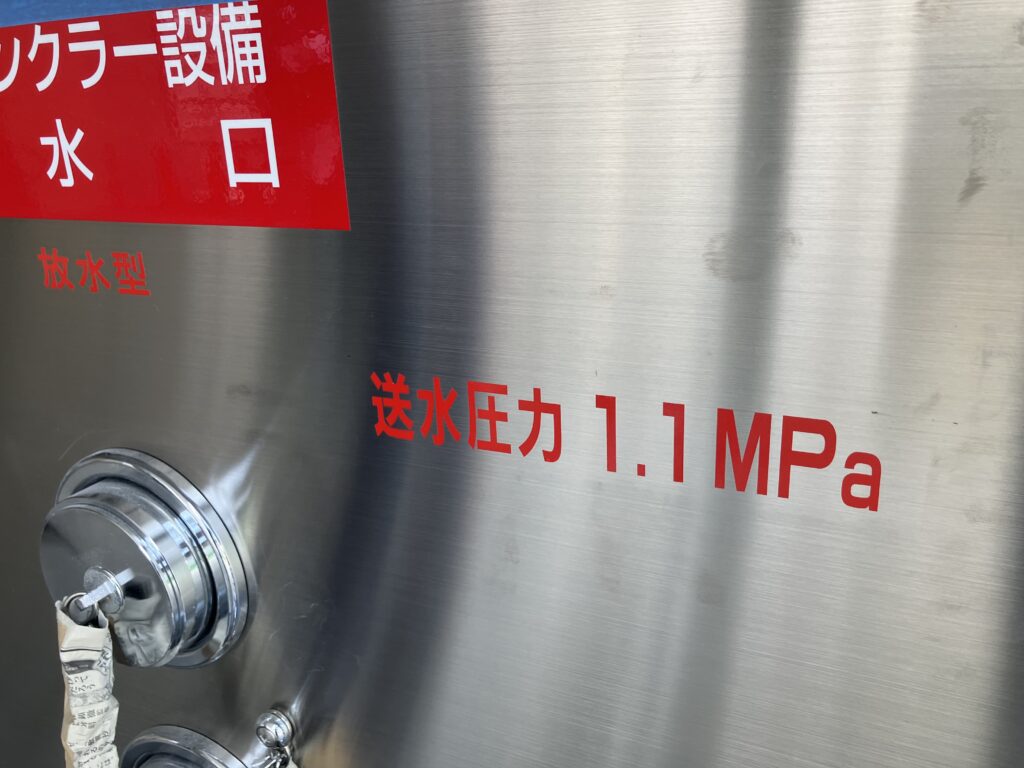 ンクラー設備
水 口
放水型
送水圧力 1.1MPa